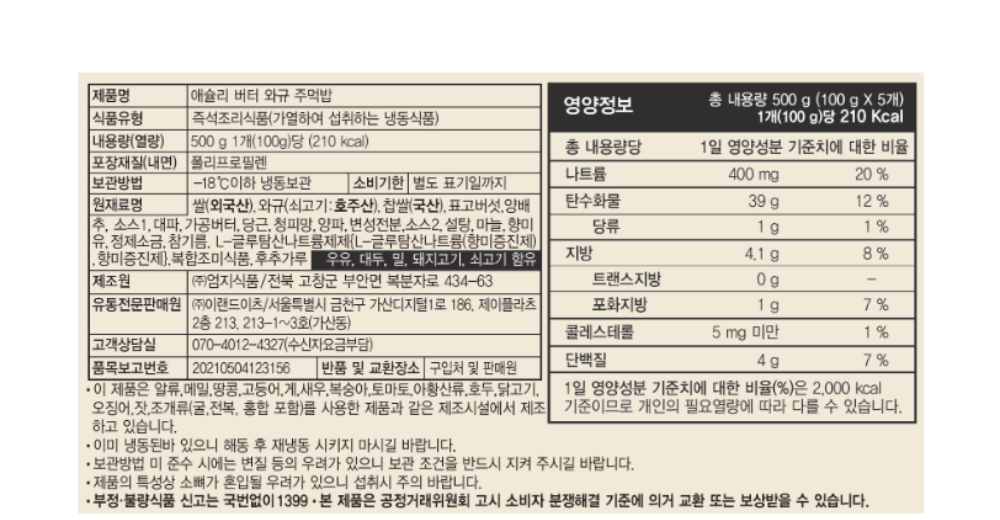 제품명 애슐리 버터 와규 주먹밥
식품유형 즉석조리식품(가열하여 섭취하는 냉동식품)
내용량(열량) 500 g 1개(100g)당 (210 kcal)
포장재질(내면) 폴리프로필렌
보관방법 -18℃이하 냉동보관 소비기한 별도 표기일까지
원재료명 쌀(외국산), 와규(쇠고기:호주산), 찹쌀(국산), 표고버섯, 양배
추, 소스1, 대파, 가공버터, 당근, 청피망, 양파, 변성전분, 소스2, 설탕, 마늘, 향미
유, 정제소금, 참기름, L-글루탐산나트륨제제{L-글루탐산나트륨(향미증진제)
,향미증진제},복합조미식품, 후추가루 우유, 대두, 밀, 돼지고기, 쇠고기 함유
제조원 ㈜엄지식품/전북 고창군 부안면 복분자로 434-63
유통전문판매원 ㈜이랜드이츠/서울특별시 금천구 가산디지털1로 186, 제이플라츠
2층 213, 213-1~3호(가산동)
고객상담실 070-4012-4327(수신자요금부담)
품목보고번호 20210504123156 반품 및 교환장소 구입처 및 판매원
•이 제품은 알류,메밀,땅콩,고등어,게,새우,복숭아,토마토,아황산류,호두,닭고기,
오징어,잣,조개류(굴,전복, 홍합 포함)를 사용한 제품과 같은 제조시설에서 제조
하고 있습니다.
•이미 냉동된바 있으니 해동 후 재냉동 시키지 마시길 바랍니다.
•보관방법 미 준수 시에는 변질 등의 우려가 있으니 보관 조건을 반드시 지켜 주시길 바랍니다.
•제품의 특성상 소뼈가 혼입될 우려가 있으니 섭취시 주의 바랍니다.
•부정·불량식품 신고는 국번없이 1399 •본 제품은 공정거래위원회 고시 소비자 분쟁해결 기준에 의거 교환 또는 보상받을 수 있습니다.
영양정보 총 내용량 500 g (100 g X 5개)
1개(100 g)당 210 Kcal
총 내용량당 1일 영양성분 기준치에 대한 비율
나트륨 400 mg 20 %
탄수화물 39 g 12 %
당류 1 g 1 %
지방 4.1 g 8 %
트랜스지방 0 g -
포화지방 1 g 7 %
콜레스테롤 5 mg 미만 1 %
단백질 4 g 7 %
1일 영양성분 기준치에 대한 비율(%)은 2,000 kcal
기준이므로 개인의 필요열량에 따라 다를 수 있습니다.